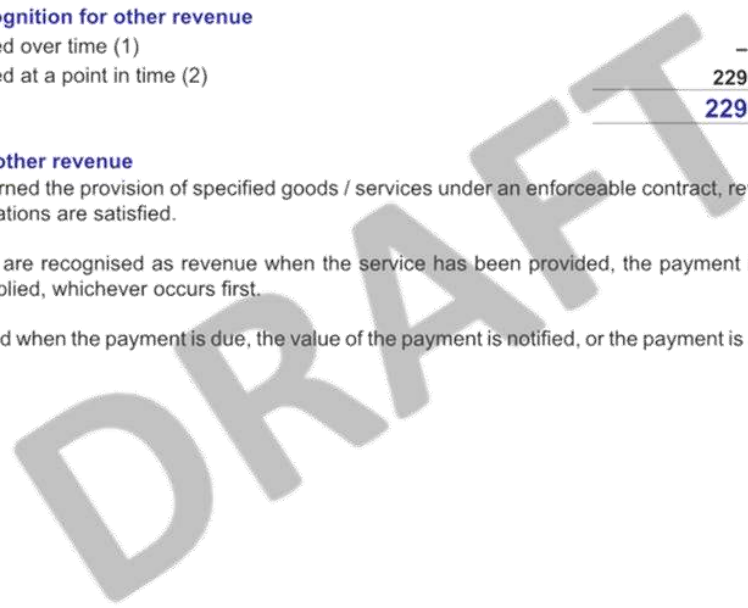 gnition for other revenue
ed over time (1) –
ed at a point in time (2) 229
229
other revenue
rned the provision of specified goods / services under an enforceable contract, re
ations are satisfied.
are recognised as revenue when the service has been provided, the payment
plied, whichever occurs first.
d when the payment is due, the value of the payment is notified, or the payment is
DRAFT